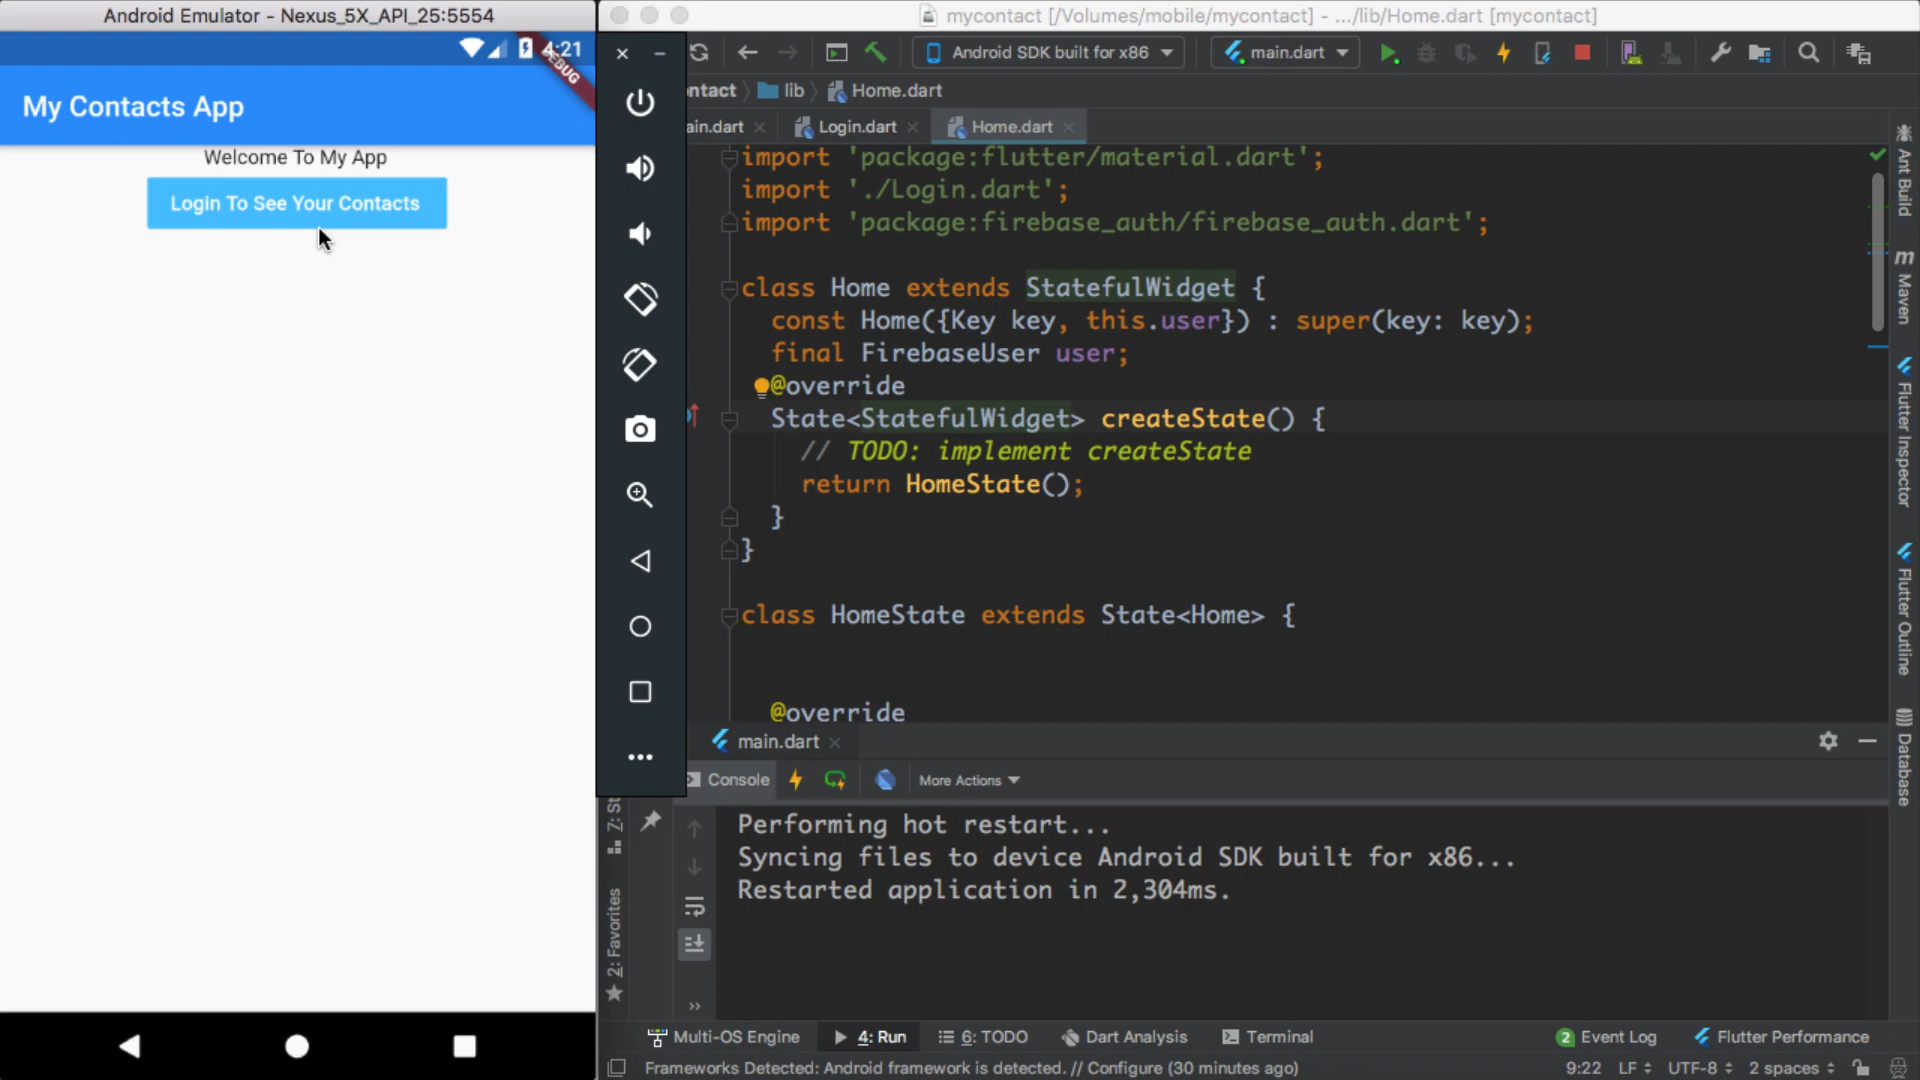 Android Emulator - Nexus_5X_API_25:5554
4:21
DEBUG
My Contacts App
Welcome To My App
Login To See Your Contacts
mycontact [/Volumes/mobile/mycontact] - .../lib/Home.dart [mycontact]
Android SDK built for x86
main.dart
ntact
lib
Home.dart
ain.dart
Login.dart
Home.dart
import 'package:flutter/material.dart';
import './Login.dart';
import 'package:firebase_auth/firebase_auth.dart';
class Home extends StatefulWidget {
const Home({Key key, this.user}) : super(key: key);
final FirebaseUser user;
@override
State<StatefulWidget> createState() {
// TODO: implement createState
return HomeState();
}
}
class HomeState extends State<Home> {
@override
Ant Build
m
Maven
Flutter Inspector
Flutter Outline
Database
main.dart
Console
More Actions
Performing hot restart...
Syncing files to device Android SDK built for x86...
Restarted application in 2,304ms.
Z: St
2: Favorites
Multi-OS Engine
4: Run
6: TODO
Dart Analysis
Terminal
2 Event Log
Flutter Performance
Frameworks Detected: Android framework is detected. // Configure (30 minutes ago)
9:22
LF
UTF-8
2 spaces